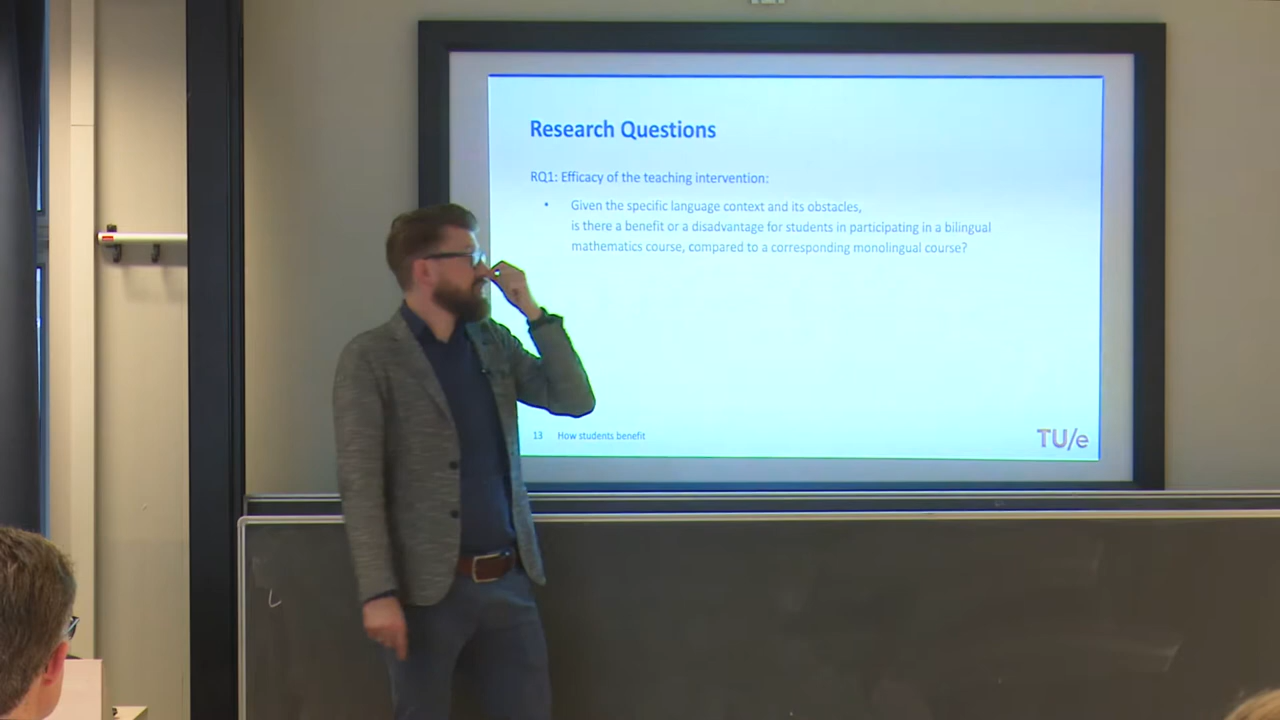 Research Questions
RQ1: Efficacy of the teaching intervention:
• Given the specific language context and its obstacles,
is there a benefit or a disadvantage for students in participating in a bilingual
mathematics course, compared to a corresponding monolingual course?
13 How students benefit
TU/e